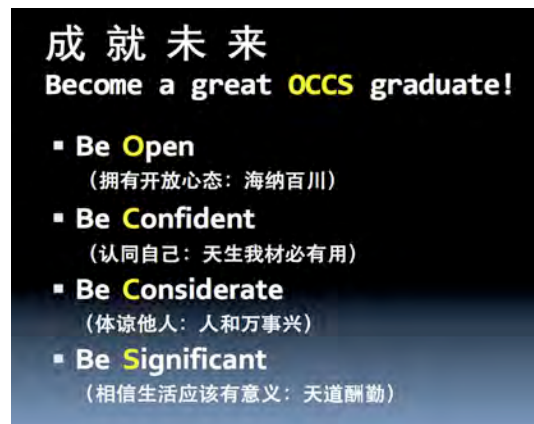 成 就 未 来
Become a great OCCS graduate!
▪ Be Open
（拥有开放心态：海纳百川）
▪ Be Confident
（认同自己：天生我材必有用）
▪ Be Considerate
（体谅他人：人和万事兴）
▪ Be Significant
（相信生活应该有意义：天道酬勤）